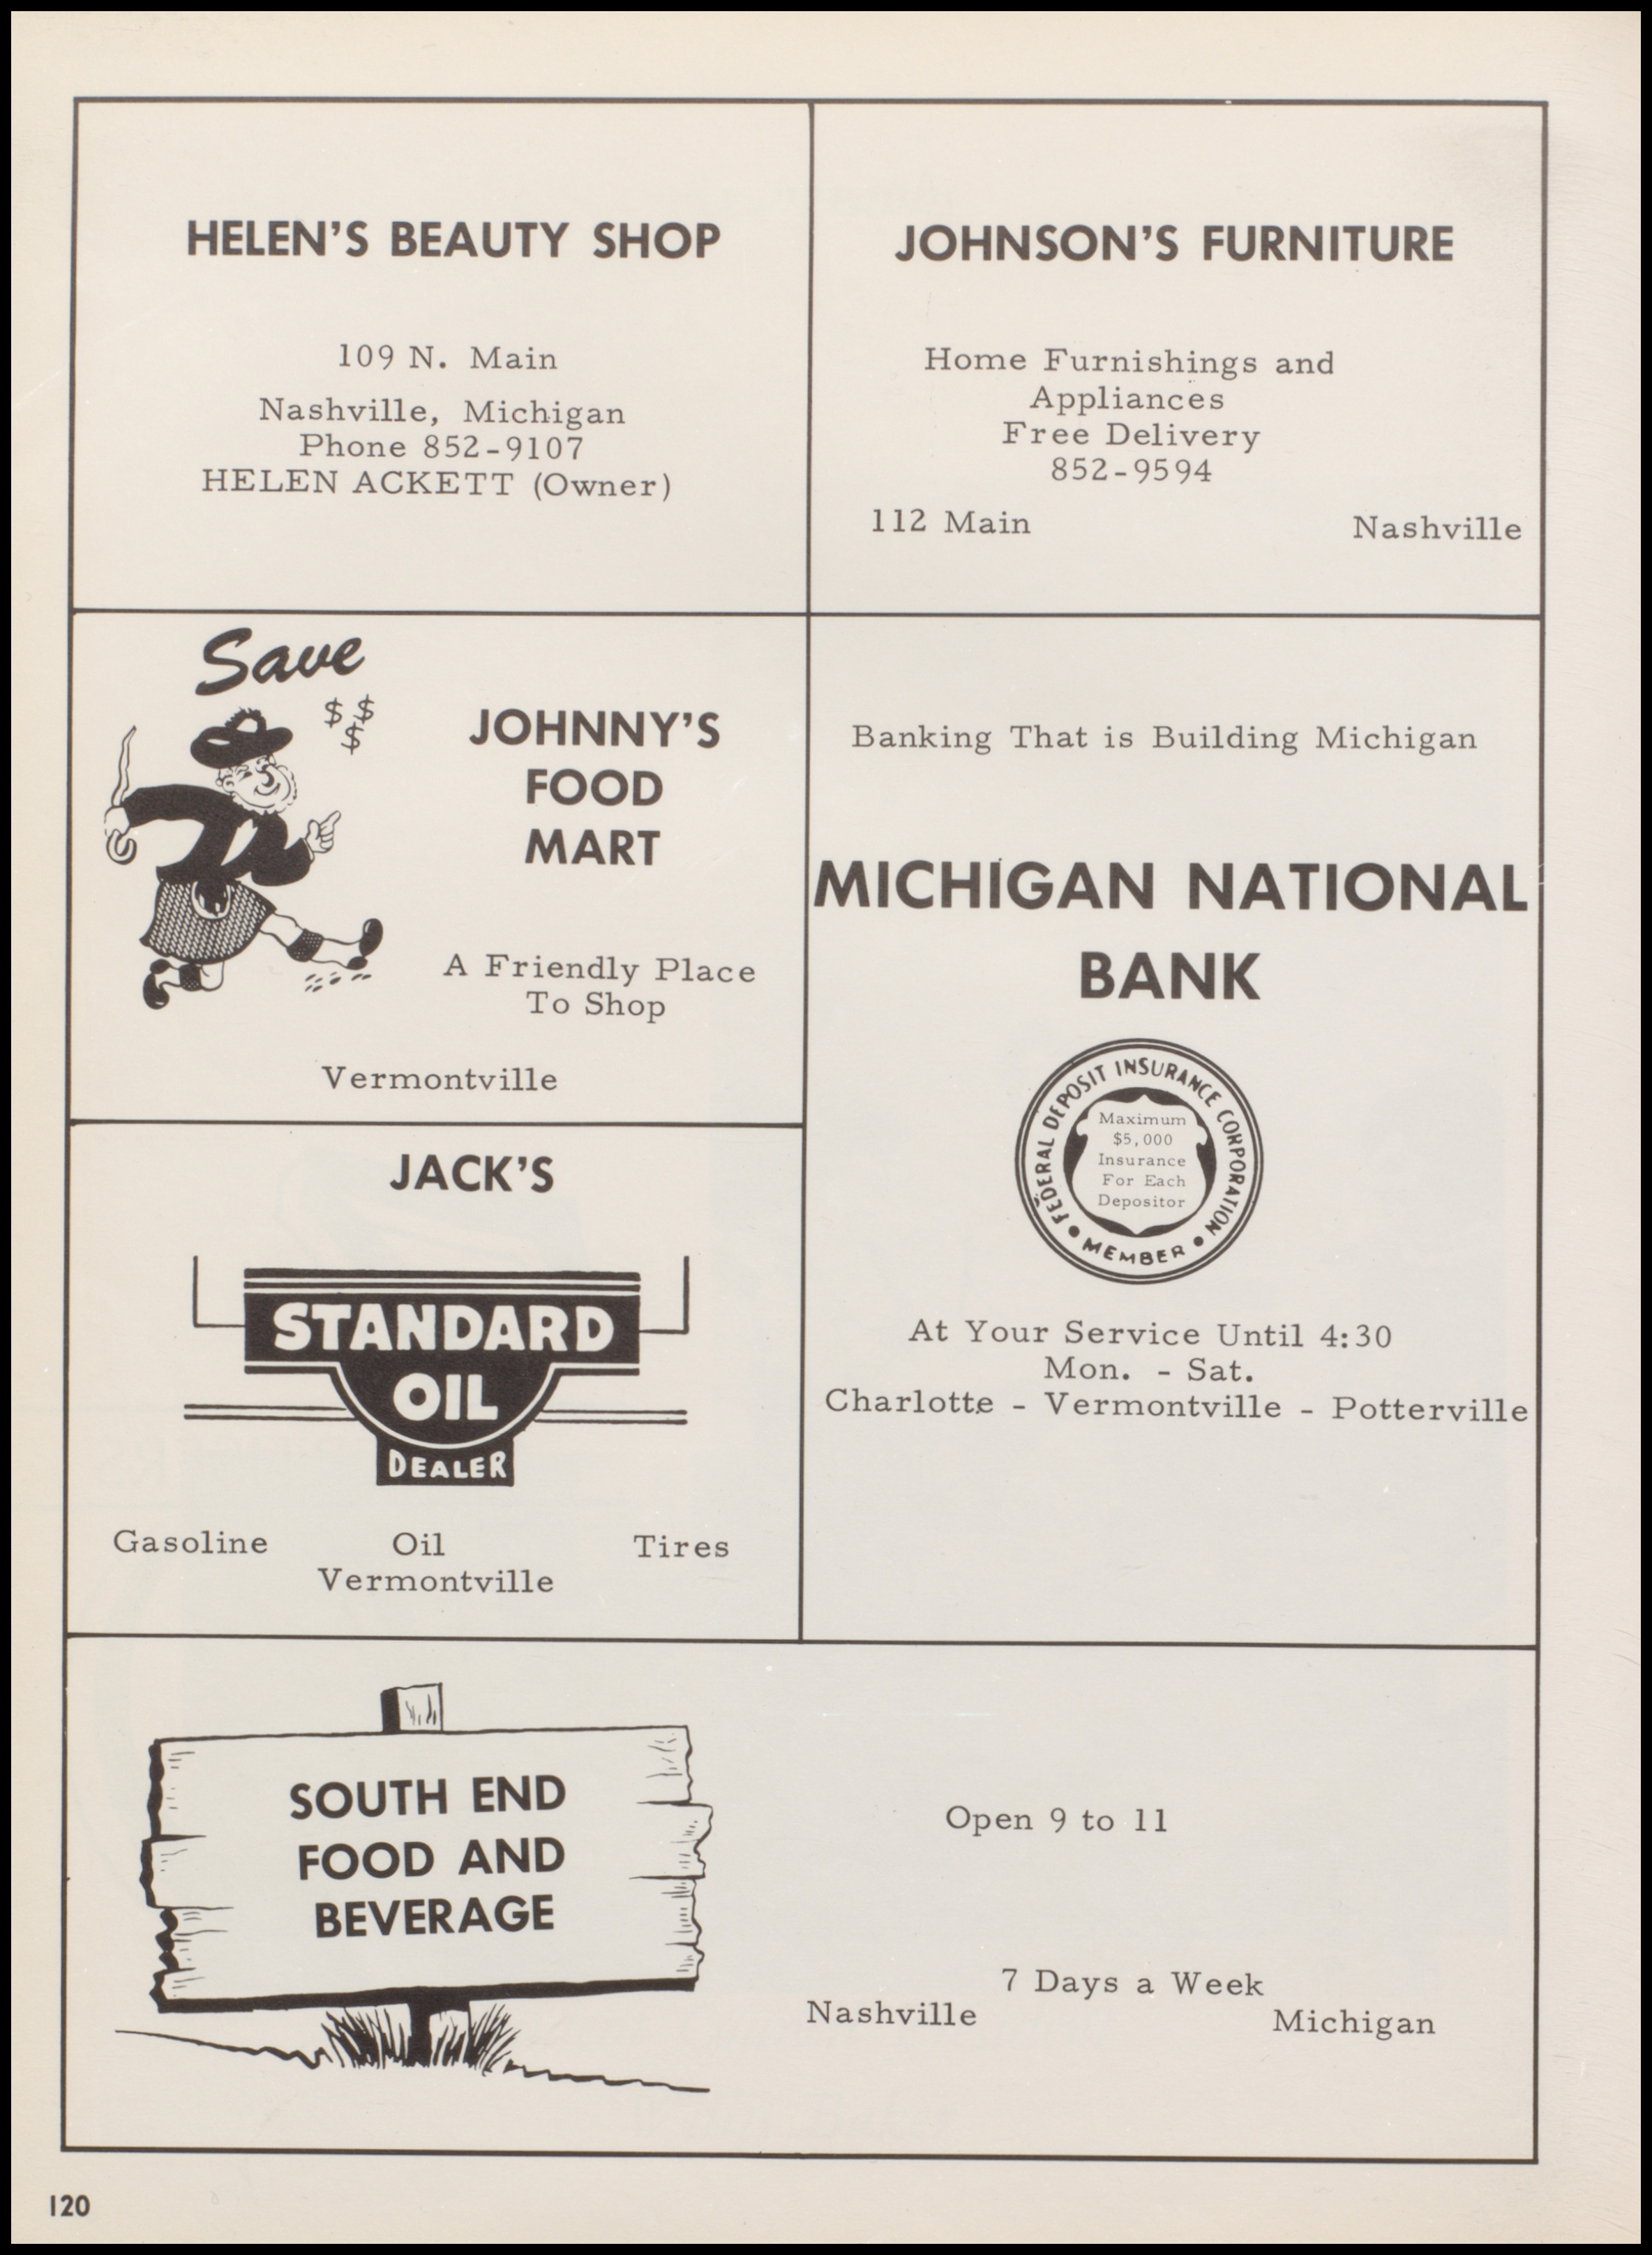 HELEN'S BEAUTY SHOP
109 N. Main
Nashville, Michigan
Phone 852-9107
HELEN ACKETT (Owner)
JOHNSON'S FURNITURE
Home Furnishings and
Appliances
Free Delivery
852-9594
112 Main Nashville
Save
$ $
$
JOHNNY'S
FOOD
MART
A Friendly Place
To Shop
Vermontville
Banking That is Building Michigan
MICHIGAN NATIONAL
BANK
FEDERAL DEPOSIT INSURANCE CORPORATION
Maximum
$5,000
Insurance
For Each
Depositor
• MEMBER •
At Your Service Until 4:30
Mon. - Sat.
Charlotte - Vermontville - Potterville
JACK'S
STANDARD
OIL
DEALER
Gasoline Oil Tires
Vermontville
SOUTH END
FOOD AND
BEVERAGE
Open 9 to 11
7 Days a Week
Nashville Michigan
120